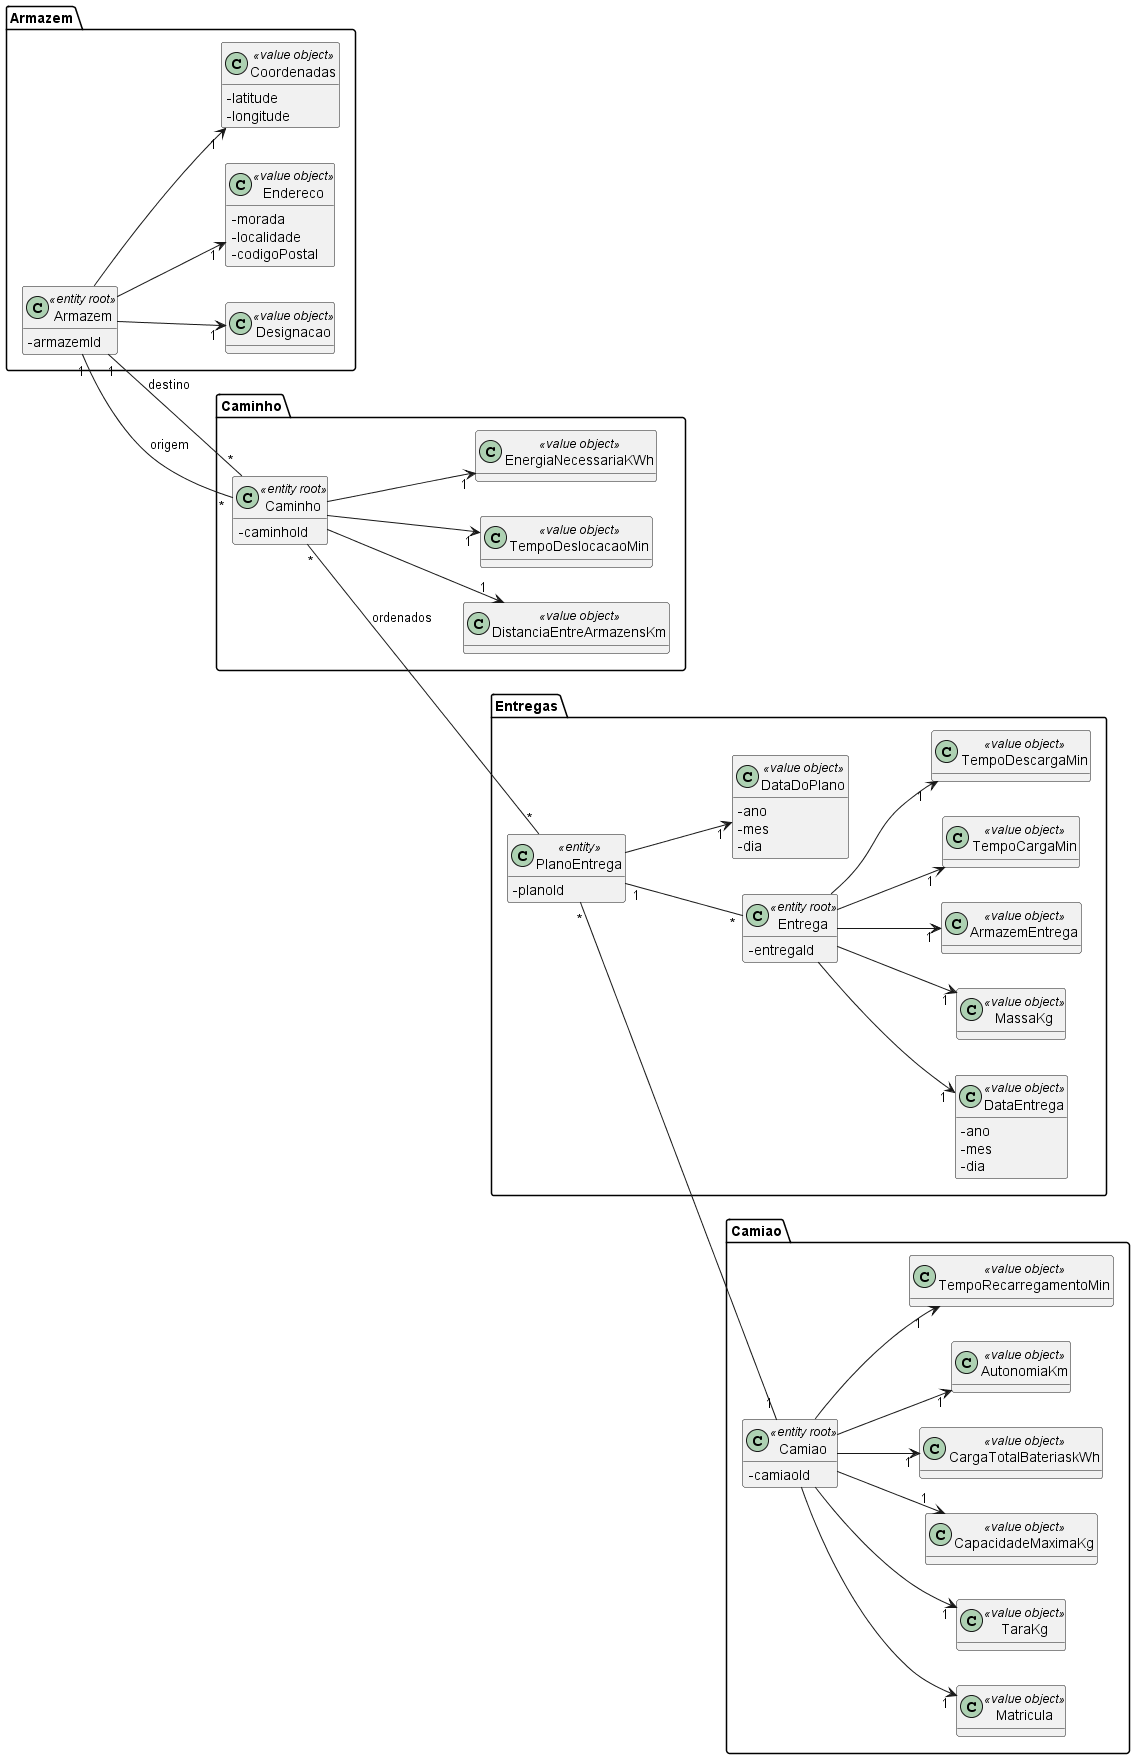 Armazem
C «value object»
Coordenadas
-latitude
-longitude
1
C «value object»
Endereco
-morada
-localidade
-codigoPostal
1
C «entity root»
Armazem
-armazemId
C «value object»
Designacao
1
1
1
destino
origem
*
*
Caminho
C «value object»
EnergiaNecessariaKWh
1
C «entity root»
Caminho
-caminhoId
C «value object»
TempoDeslocacaoMin
1
*
1
C «value object»
DistanciaEntreArmazensKm
ordenados
Entregas
C «value object»
TempoDescargaMin
1
C «value object»
DataDoPlano
-ano
-mes
-dia
1
*
C «value object»
TempoCargaMin
1
C «entity»
PlanoEntrega
-planoId
1
*
*
C «entity root»
Entrega
-entregaId
C «value object»
ArmazemEntrega
1
C «value object»
MassaKg
1
C «value object»
DataEntrega
-ano
-mes
-dia
1
Camiao
C «value object»
TempoRecarregamentoMin
1
C «value object»
AutonomiaKm
1
1
C «entity root»
Camiao
-camiaoId
C «value object»
CargaTotalBateriaskWh
1
1
C «value object»
CapacidadeMaximaKg
C «value object»
TaraKg
1
C «value object»
Matricula
1